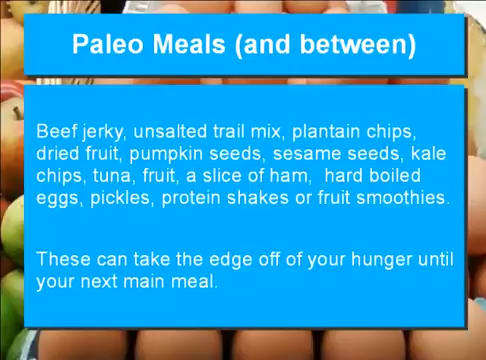 Paleo Meals (and between)
Beef jerky, unsalted trail mix, plantain chips,
dried fruit, pumpkin seeds, sesame seeds, kale
chips, tuna, fruit, a slice of ham, hard boiled
eggs, pickles, protein shakes or fruit smoothies.
These can take the edge off of your hunger until
your next main meal.